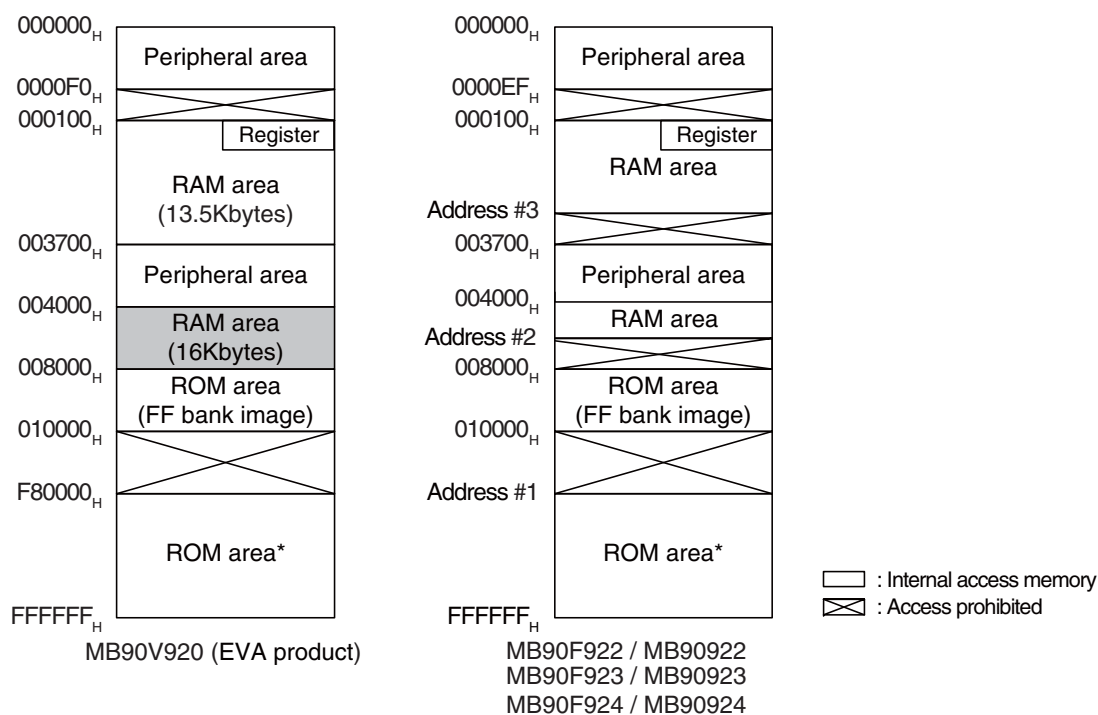 000000H
Peripheral area
0000F0H
000100H
Register
RAM area
(13.5Kbytes)
003700H
Peripheral area
004000H
RAM area
(16Kbytes)
008000H
ROM area
(FF bank image)
010000H
F80000H
ROM area*
FFFFFFH
MB90V920 (EVA product)
000000H
Peripheral area
0000EFH
000100H
Register
RAM area
Address #3
003700H
Peripheral area
004000H
RAM area
Address #2
008000H
ROM area
(FF bank image)
010000H
Address #1
ROM area*
FFFFFFH
MB90F922 / MB90922
MB90F923 / MB90923
MB90F924 / MB90924
: Internal access memory
: Access prohibited